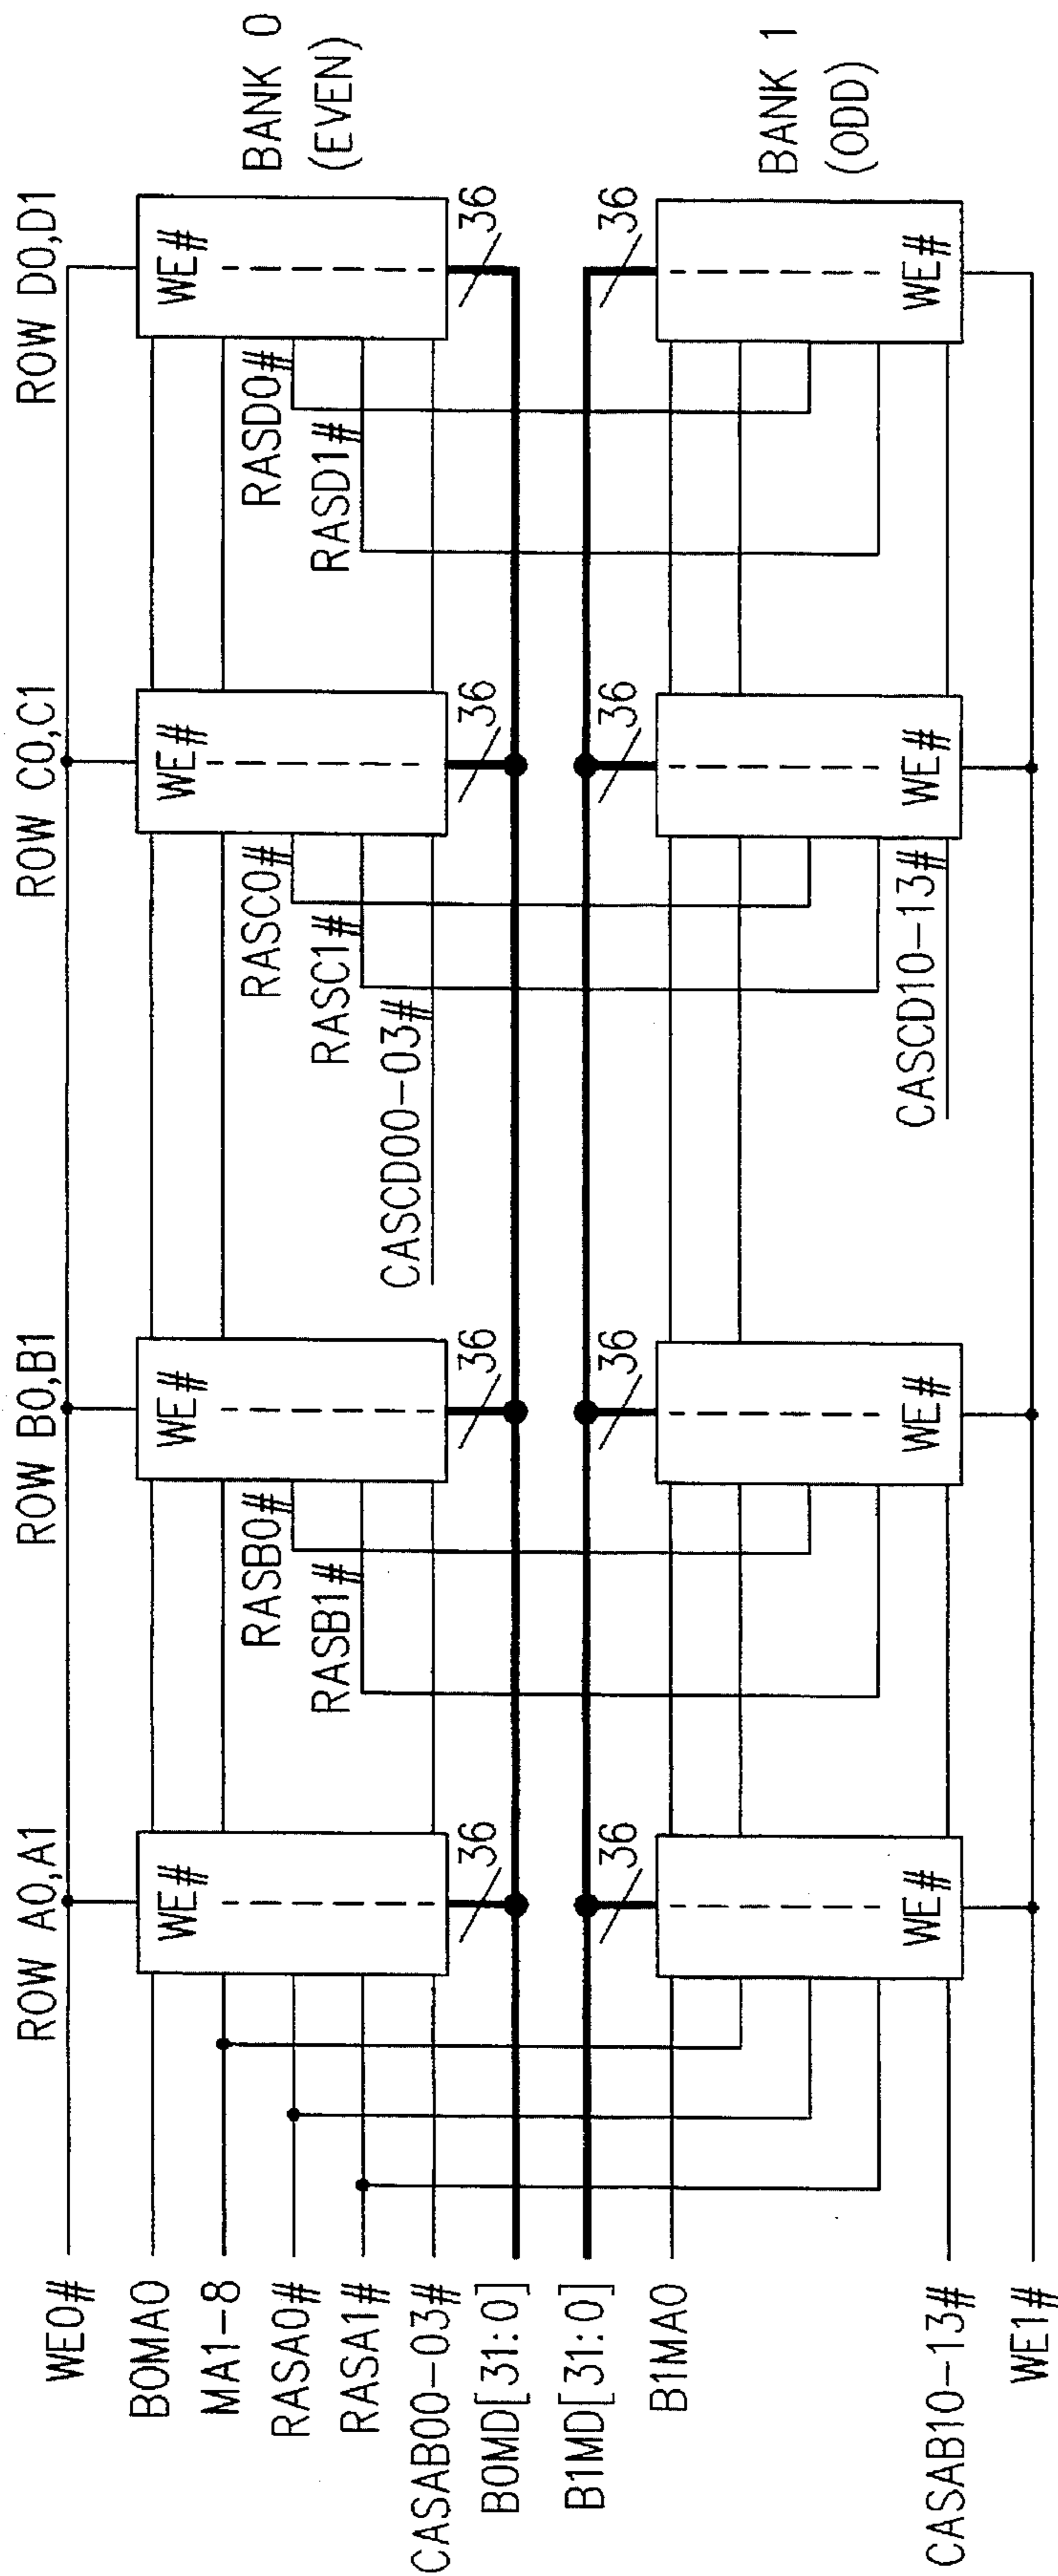 ROW A0,A1
ROW B0,B1
ROW C0,C1
ROW D0,D1
WE0#
B0MA0
MA1-8
RASA0#
RASA1#
CASAB00-03#
B0MD[31:0]
B1MD[31:0]
B1MA0
CASAB10-13#
WE1#
WE#
WE#
WE#
WE#
BANK 0
(EVEN)
RASB0#
RASB1#
RASC0#
RASC1#
CASCD00-03#
RASD0#
RASD1#
36
36
36
36
36
36
36
36
WE#
WE#
WE#
WE#
CASCD10-13#
BANK 1
(ODD)